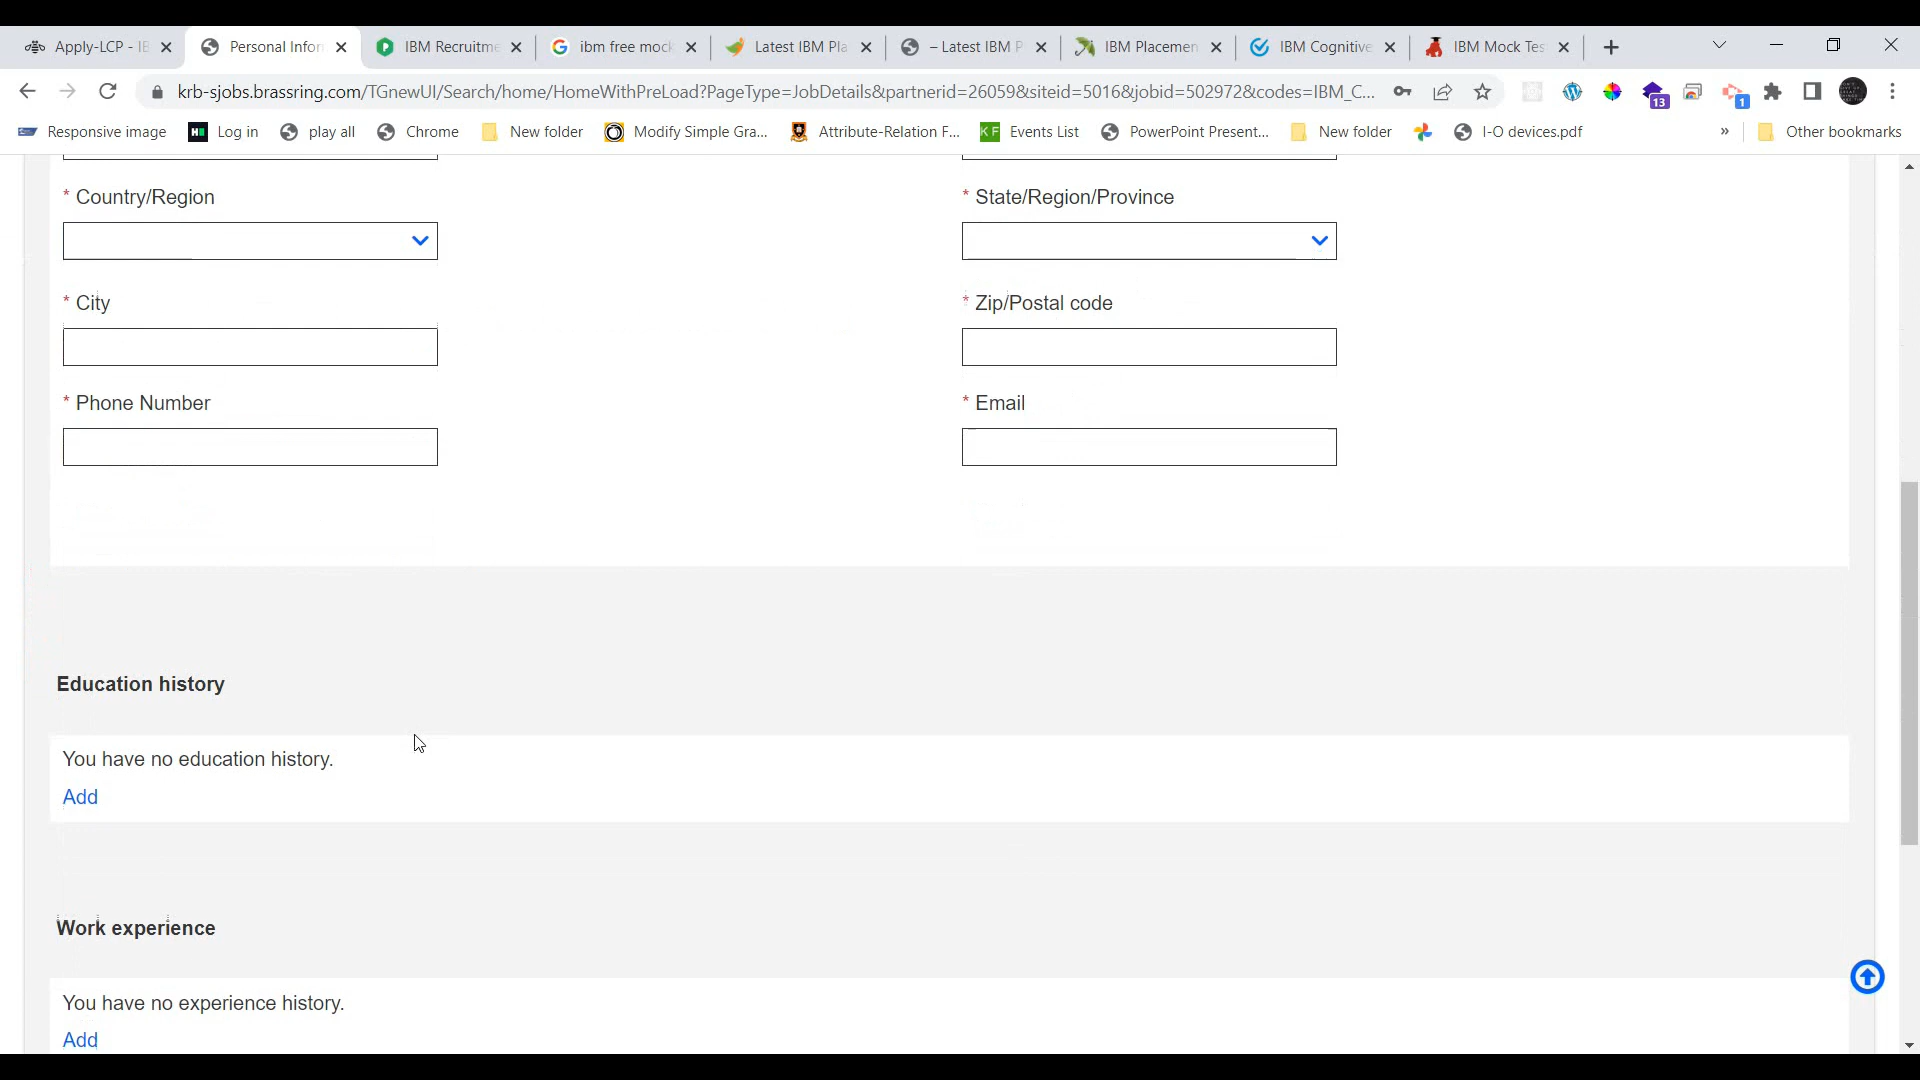 Apply-LCP - IB
Personal Infor
IBM Recruitme
ibm free mock
Latest IBM Pla
– Latest IBM P
IBM Placemen
IBM Cognitive
IBM Mock Tes
krb-sjobs.brassring.com/TGnewUI/Search/home/HomeWithPreLoad?PageType=JobDetails&partnerid=26059&siteid=5016&jobid=502972&codes=IBM_C...
13
1
Responsive image
Log in
play all
Chrome
New folder
Modify Simple Gra...
Attribute-Relation F...
KF Events List
PowerPoint Present...
New folder
I-O devices.pdf
»
Other bookmarks
* Country/Region
* State/Region/Province
* City
* Zip/Postal code
* Phone Number
* Email
Education history
You have no education history.
Add
Work experience
You have no experience history.
Add